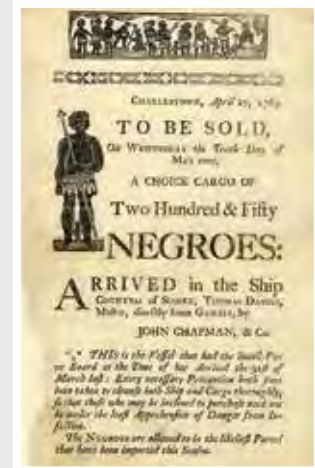 CHARLESTOWN, April 27, 1769.
TO BE SOLD,
On WEDNESDAY the Tenth Day of
MAY next,
A CHOICE CARGO OF
Two Hundred & Fifty
NEGROES:
ARRIVED in the Ship
COUNTESS of SUSSEX, THOMAS DAVIES,
Master, directly from GAMBIA, by
JOHN CHAPMAN, & Co.
*⁎* THIS is the Vessel that had the Small-Pox
on Board at the Time of her Arrival the 31st of
March last: Every necessary Precaution hath since
been taken to cleanse both Ship and Cargo thoroughly,
so that those who may be inclined to purchase need not
be under the least Apprehension of Danger from In-
fection.
The NEGROES are allowed to be the likeliest Parcel
that have been imported this Season.